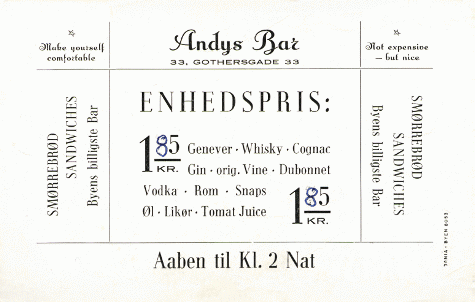 Make yourself
comfortable
Andys Bar
33, GOTHERSGADE 33
Not expensive
— but nice
SMØRREBRØD
SANDWICHES
Byens billigste Bar
ENHEDSPRIS:
1 85 KR.
Genever · Whisky · Cognac
Gin · orig. Vine · Dubonnet
Vodka · Rom · Snaps
Øl · Likør · Tomat Juice
1 85 KR.
SMØRREBRØD
SANDWICHES
Byens billigste Bar
Aaben til Kl. 2 Nat